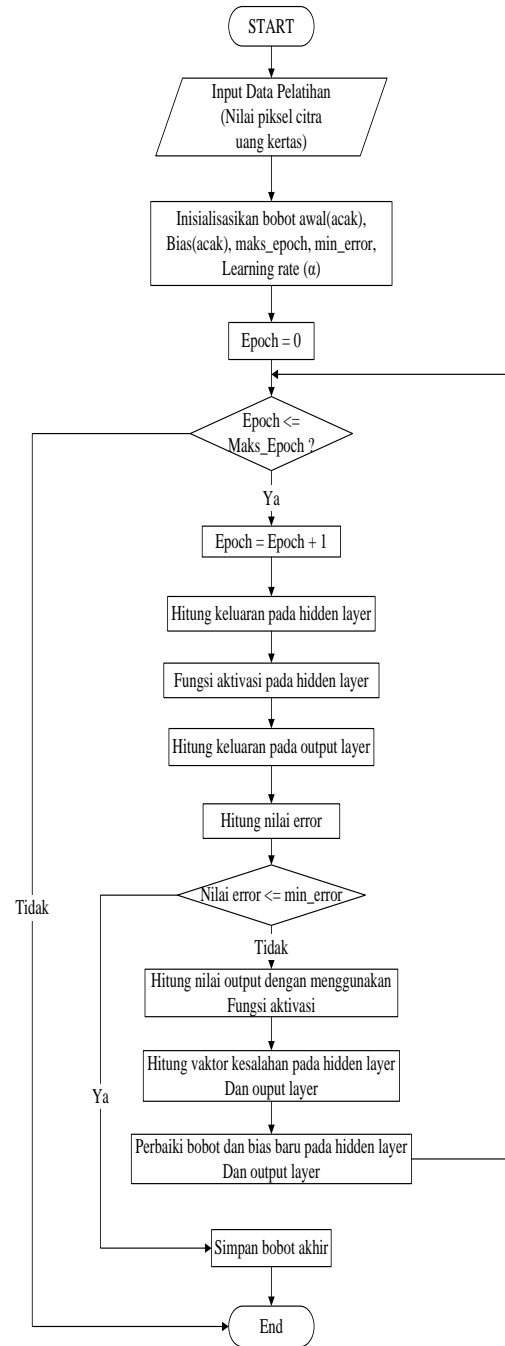 START
Input Data Pelatihan
(Nilai piksel citra
uang kertas)
Inisialisasikan bobot awal(acak),
Bias(acak), maks_epoch, min_error,
Learning rate (α)
Epoch = 0
Epoch <=
Maks_Epoch ?
Ya
Epoch = Epoch + 1
Hitung keluaran pada hidden layer
Fungsi aktivasi pada hidden layer
Hitung keluaran pada output layer
Hitung nilai error
Nilai error <= min_error
Tidak
Tidak
Hitung nilai output dengan menggunakan
Fungsi aktivasi
Hitung vaktor kesalahan pada hidden layer
Dan ouput layer
Ya
Perbaiki bobot dan bias baru pada hidden layer
Dan output layer
Simpan bobot akhir
End